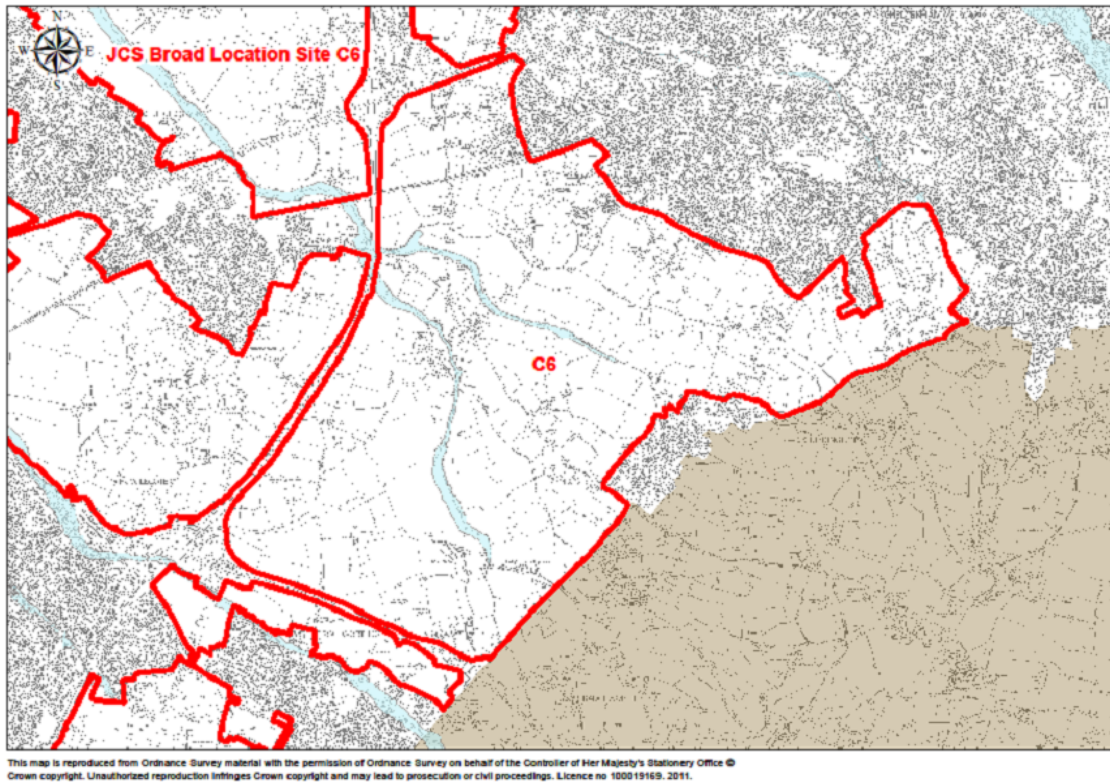 N
JCS Broad Location Site C6
W E
S
C6
This map is reproduced from Ordnance Survey material with the permission of Ordnance Survey on behalf of the Controller of Her Majesty's Stationery Office ©
Crown copyright. Unauthorized reproduction infringes Crown copyright and may lead to prosecution or civil proceedings. Licence no 100019169. 2011.